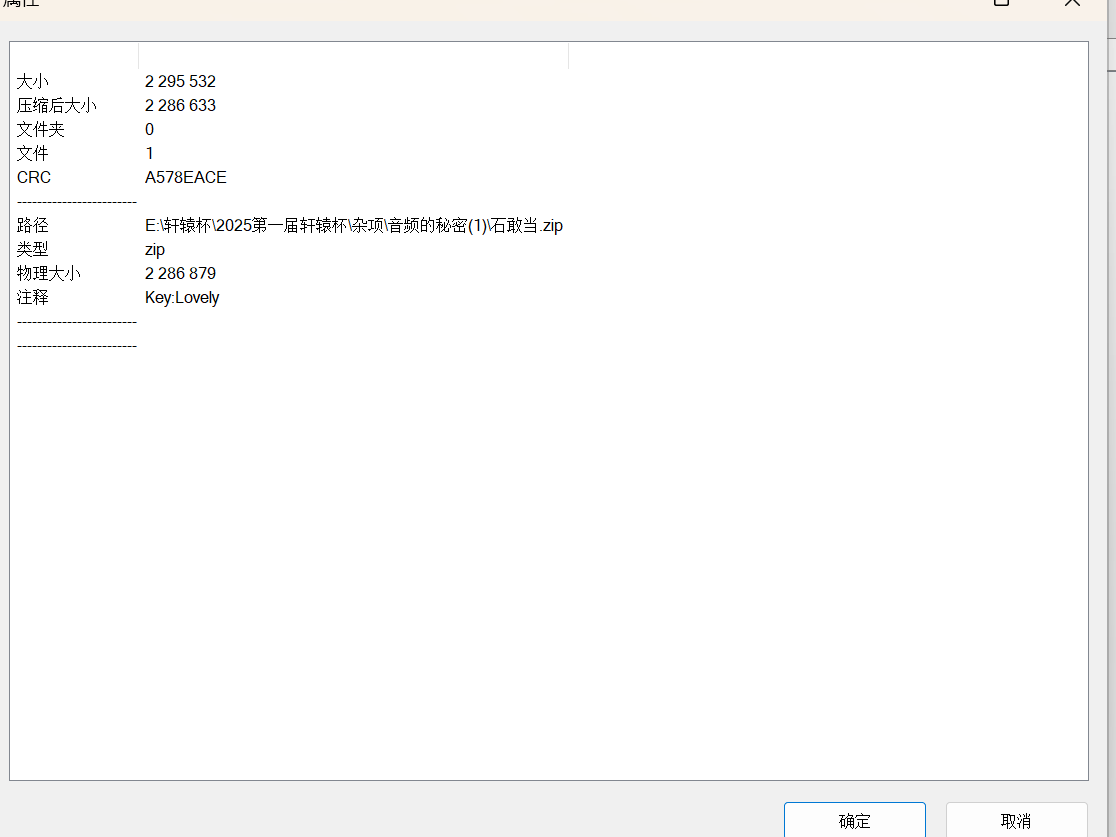 属性
大小 2 295 532
压缩后大小 2 286 633
文件夹 0
文件 1
CRC A578EACE
------------------------
路径 E:\轩辕杯\2025第一届轩辕杯\杂项\音频的秘密(1)\石敢当.zip
类型 zip
物理大小 2 286 879
注释 Key:Lovely
------------------------
------------------------
确定 取消